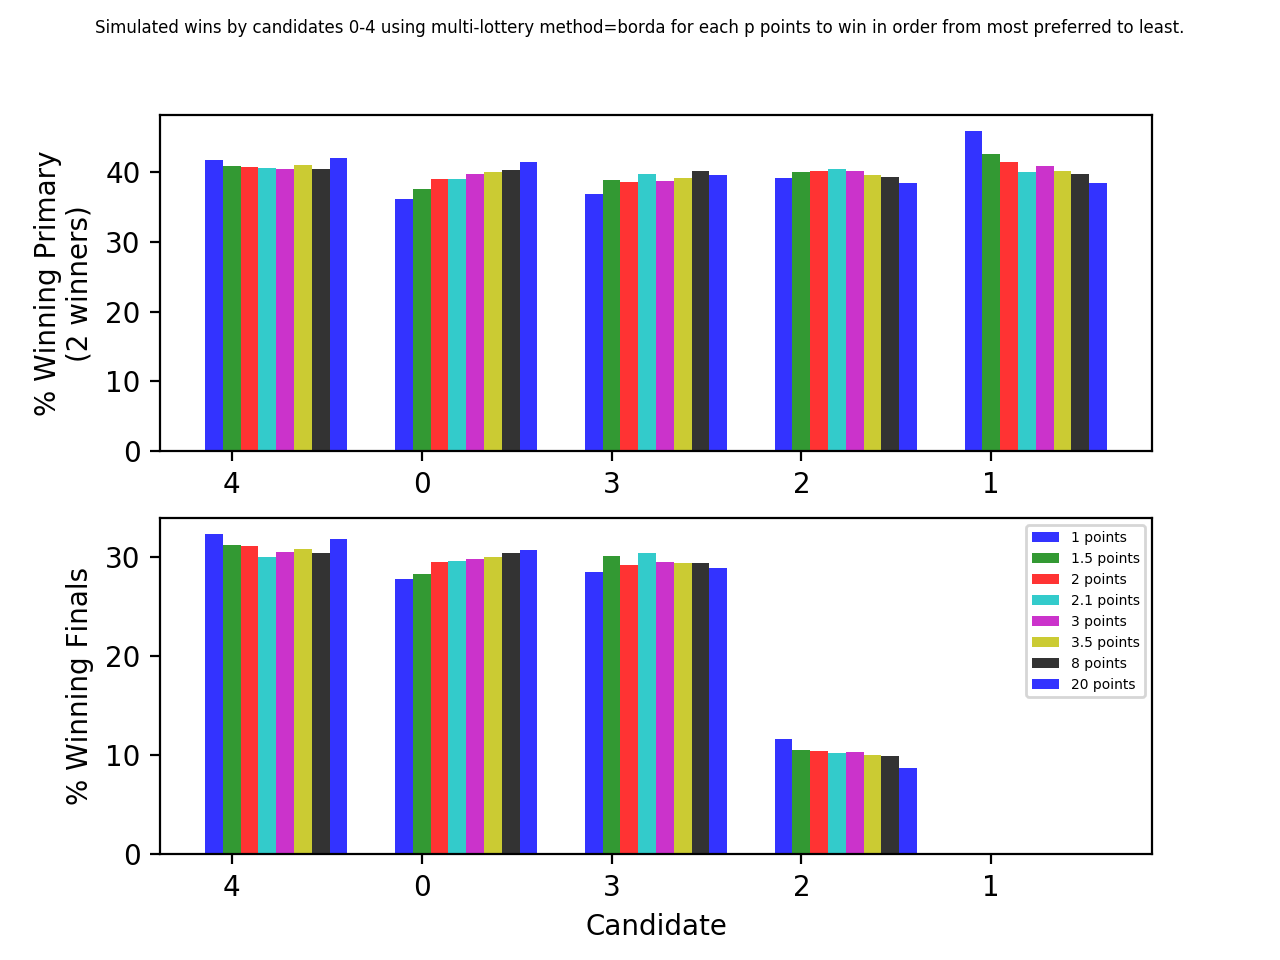 Simulated wins by candidates 0-4 using multi-lottery method=borda for each p points to win in order from most preferred to least.
% Winning Primary
(2 winners)
40
30
20
10
0
4 0 3 2 1
% Winning Finals
30
20
10
0
1 points
1.5 points
2 points
2.1 points
3 points
3.5 points
8 points
20 points
4 0 3 2 1
Candidate